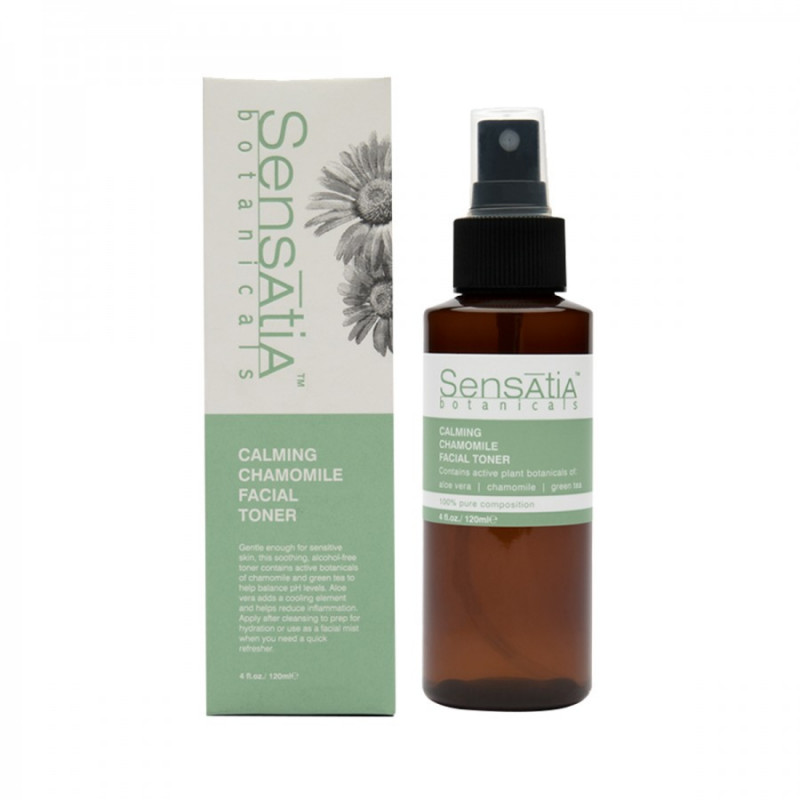 SensAtiA™
botanicals
CALMING
CHAMOMILE
FACIAL
TONER
Gentle enough for sensitive
skin, this soothing, alcohol-free
toner contains active botanicals
of chamomile and green tea to
help balance pH levels. Aloe
vera adds a cooling element
and helps reduce inflammation.
Apply after cleansing to prep for
hydration or use as a facial mist
when you need a quick
refresher.
4 fl.oz./ 120ml℮
SensAtiA™
botanicals
CALMING
CHAMOMILE
FACIAL TONER
Contains active plant botanicals of:
aloe vera | chamomile | green tea
100% pure composition
4 fl.oz./ 120ml℮